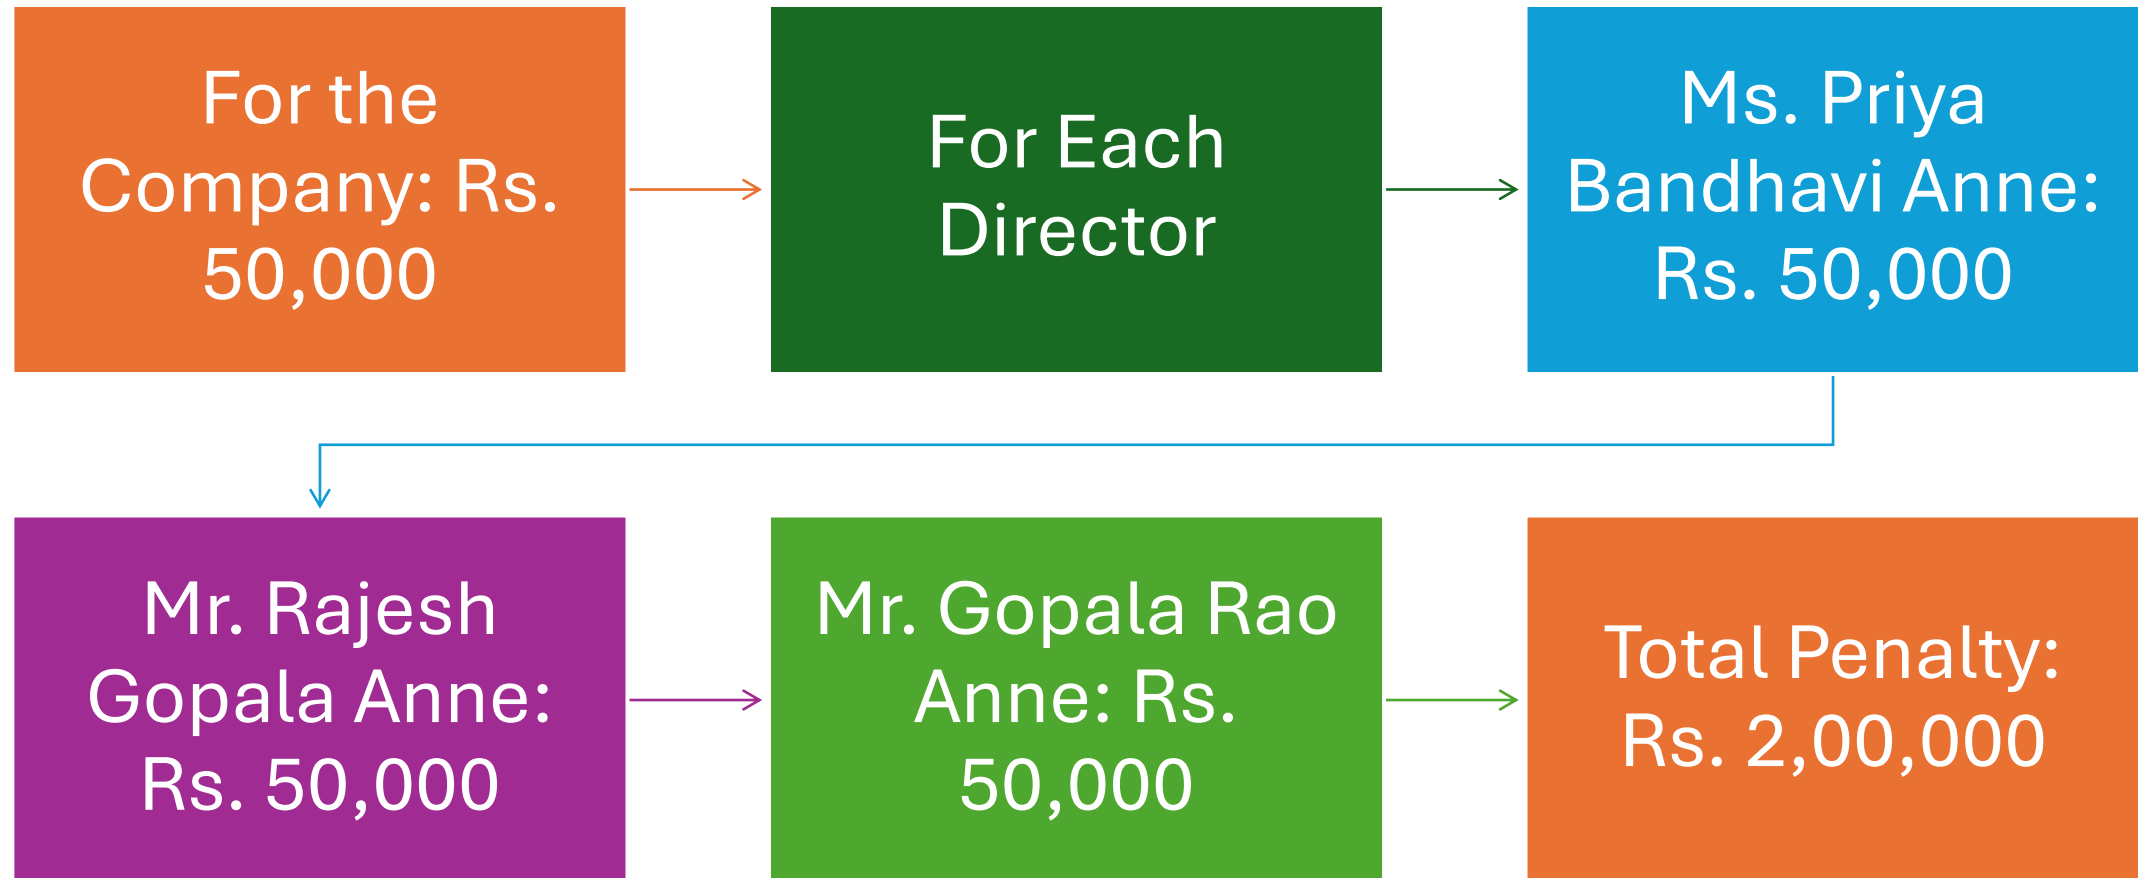 For the
Company: Rs.
50,000
For Each
Director
Ms. Priya
Bandhavi Anne:
Rs. 50,000
Mr. Rajesh
Gopala Anne:
Rs. 50,000
Mr. Gopala Rao
Anne: Rs.
50,000
Total Penalty:
Rs. 2,00,000